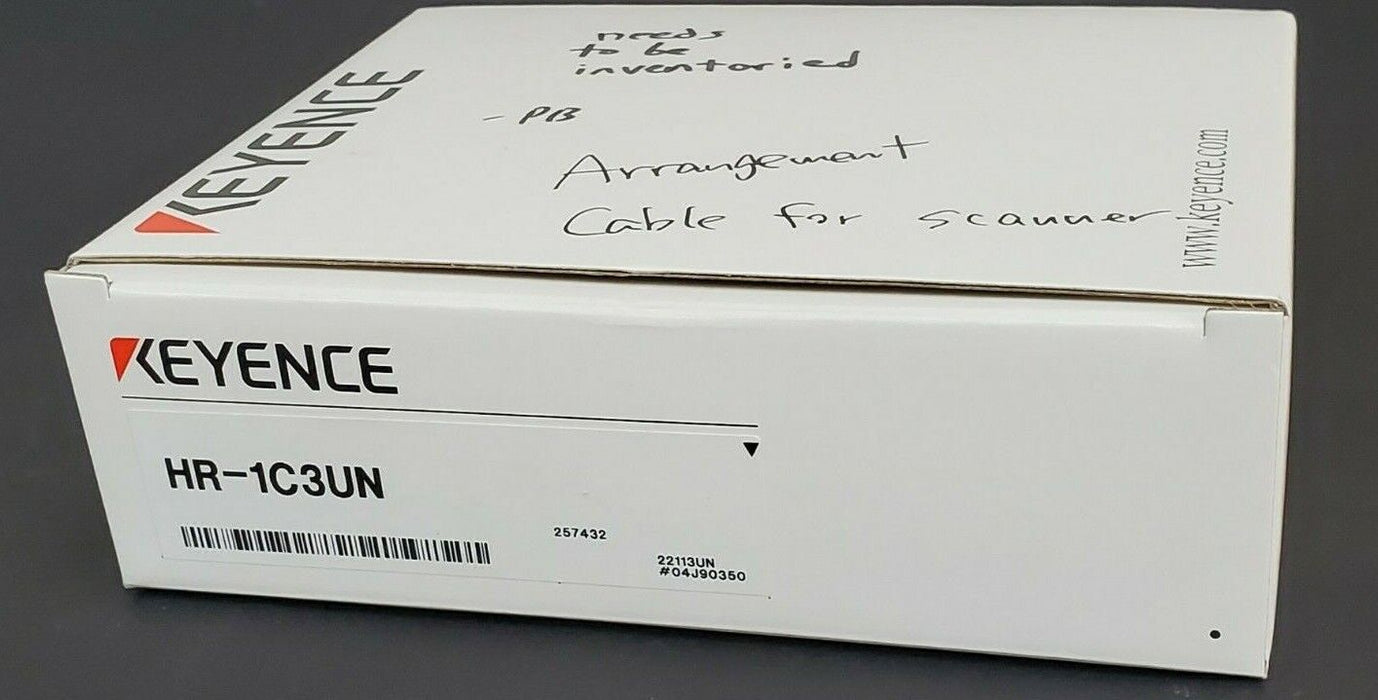 needs
to be
inventoried
- PB
Arrangement
Cable for scanner
KEYENCE
www.keyence.com
KEYENCE
HR-1C3UN
257432
22113UN
#04J90350